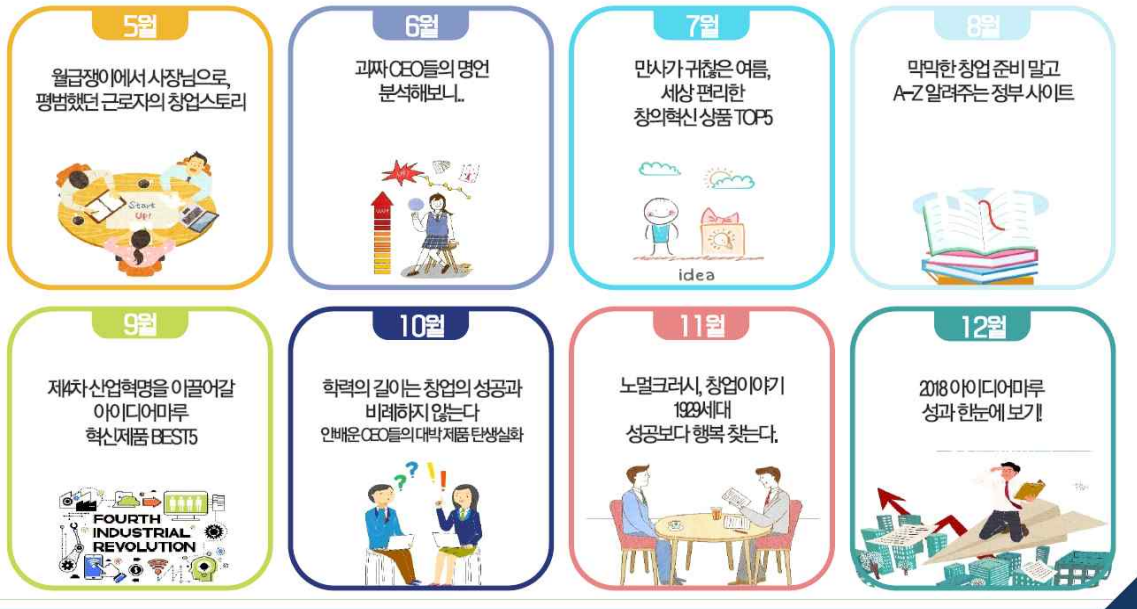 5월
월급쟁이에서 사장님으로,
평범했던 근로자의 창업스토리
Start
Up!
6월
괴짜 CEO들의 명언
분석해보니..
7월
만사가 귀찮은 여름,
세상 편리한
창의혁신 상품 TOP5
idea
8월
막막한 창업 준비 말고
A-Z 알려주는 정부 사이트
9월
제4차 산업혁명을 이끌어갈
아이디어마루
혁신제품 BEST5
FOURTH
INDUSTRIAL
REVOLUTION
10월
학력의 길이는 창업의 성공과
비례하지 않는다
안배운 CEO들의 대박 제품 탄생실화
11월
노멀크러시, 창업이야기
1929세대
성공보다 행복 찾는다.
12월
2018 아이디어마루
성과 한눈에 보기!